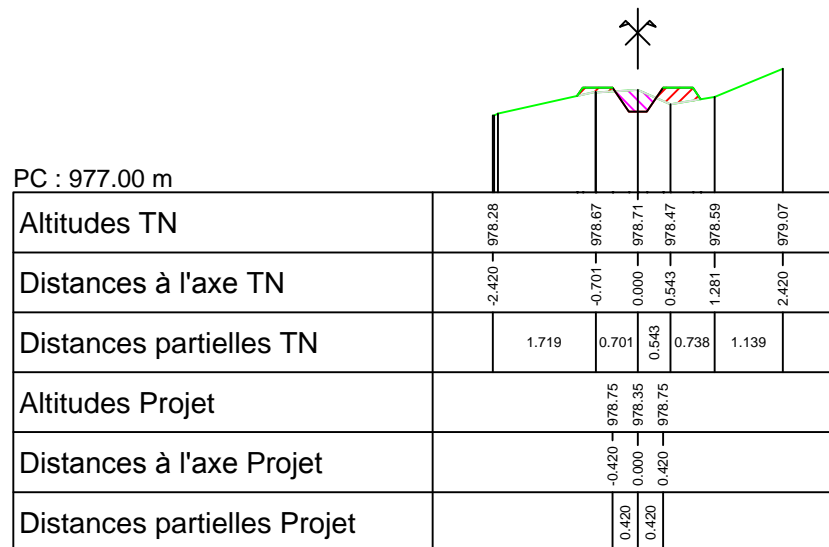 PC : 977.00 m
Altitudes TN 978.28 978.67 978.71 978.47 978.59 979.07
Distances à l'axe TN -2.420 -0.701 0.000 0.543 1.281 2.420
Distances partielles TN 1.719 0.701 0.543 0.738 1.139
Altitudes Projet 978.75 978.35 978.75
Distances à l'axe Projet -0.420 0.000 0.420
Distances partielles Projet 0.420 0.420